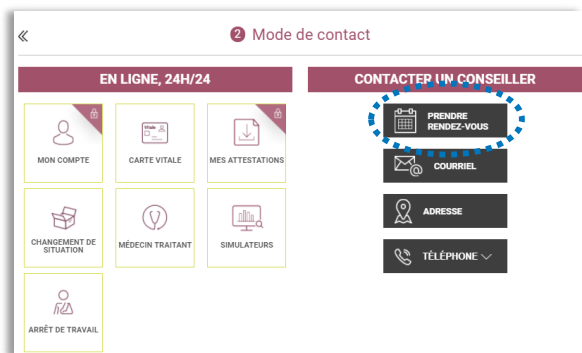 2 Mode de contact
EN LIGNE, 24H/24
MON COMPTE
CARTE VITALE
MES ATTESTATIONS
CHANGEMENT DE
SITUATION
MÉDECIN TRAITANT
SIMULATEURS
ARRÊT DE TRAVAIL
CONTACTER UN CONSEILLER
PRENDRE
RENDEZ-VOUS
COURRIEL
ADRESSE
TÉLÉPHONE